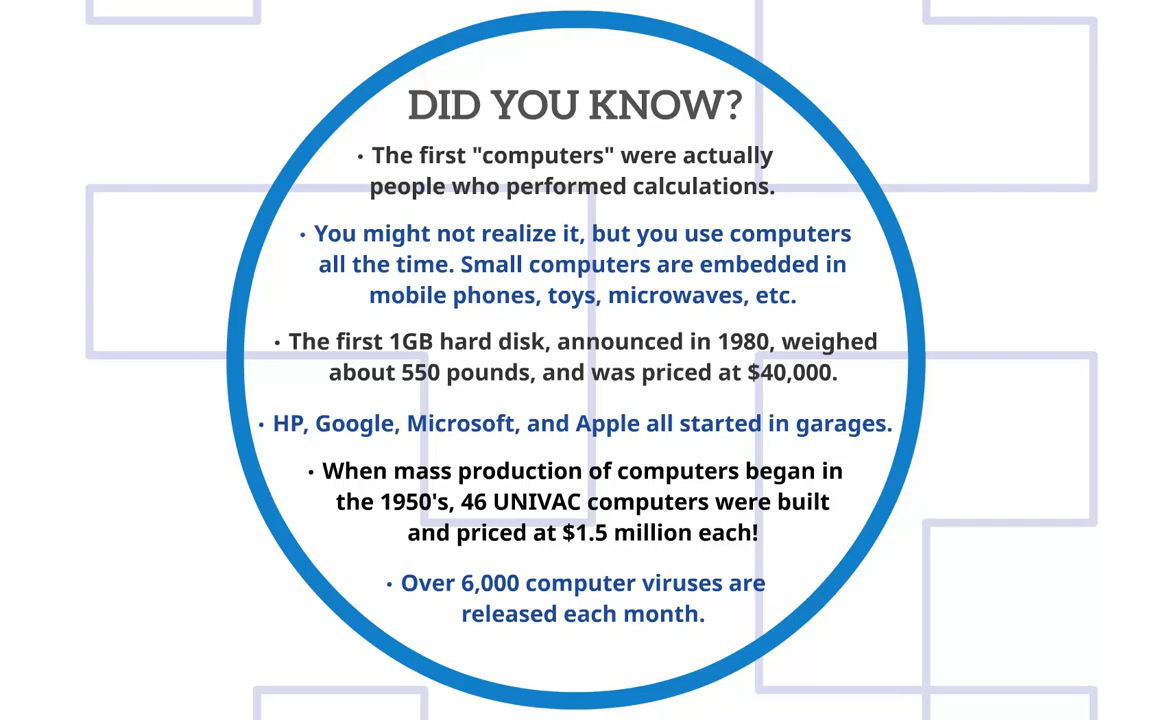 DID YOU KNOW?
· The first "computers" were actually
people who performed calculations.
· You might not realize it, but you use computers
all the time. Small computers are embedded in
mobile phones, toys, microwaves, etc.
· The first 1GB hard disk, announced in 1980, weighed
about 550 pounds, and was priced at $40,000.
· HP, Google, Microsoft, and Apple all started in garages.
· When mass production of computers began in
the 1950's, 46 UNIVAC computers were built
and priced at $1.5 million each!
· Over 6,000 computer viruses are
released each month.